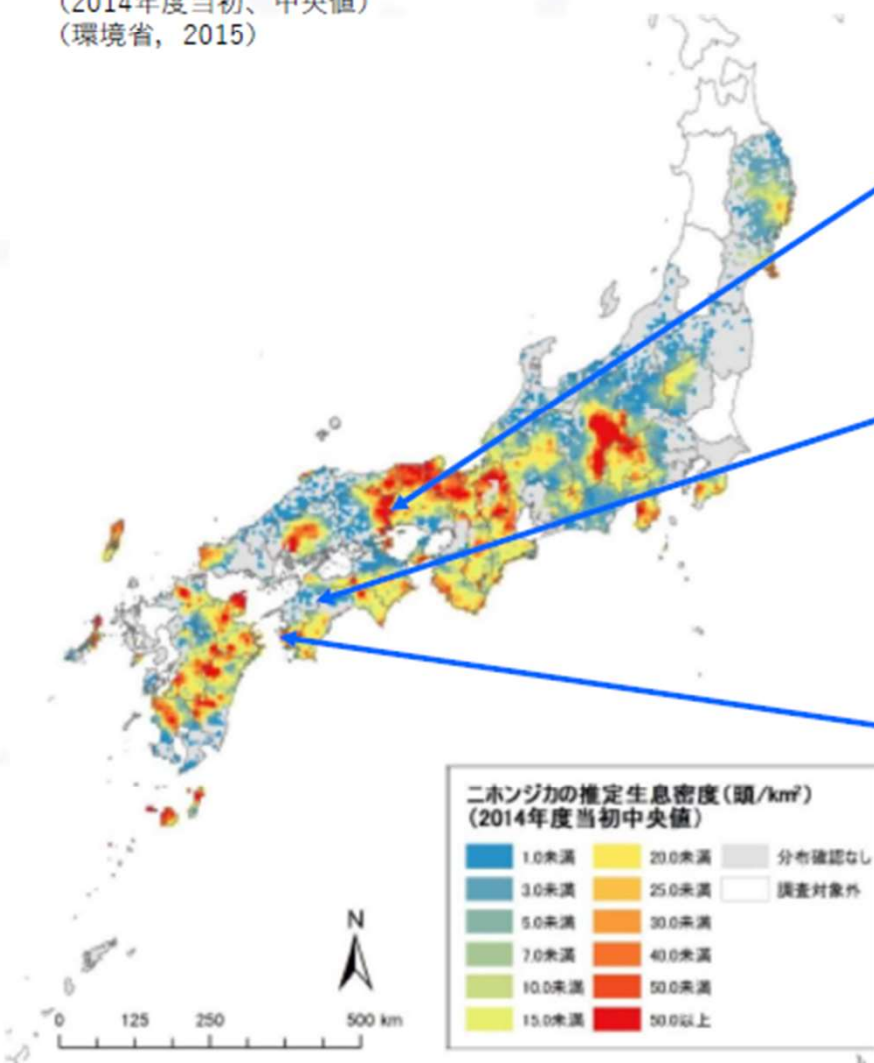 （2014年度当初、中央値）
（環境省, 2015）
ニホンジカの推定生息密度（頭/km²）
（2014年度当初中央値）
1.0未満 20.0未満 分布確認なし
3.0未満 25.0未満 調査対象外
5.0未満 30.0未満
7.0未満 40.0未満
10.0未満 50.0未満
15.0未満 50.0以上
N
0 125 250 500 km